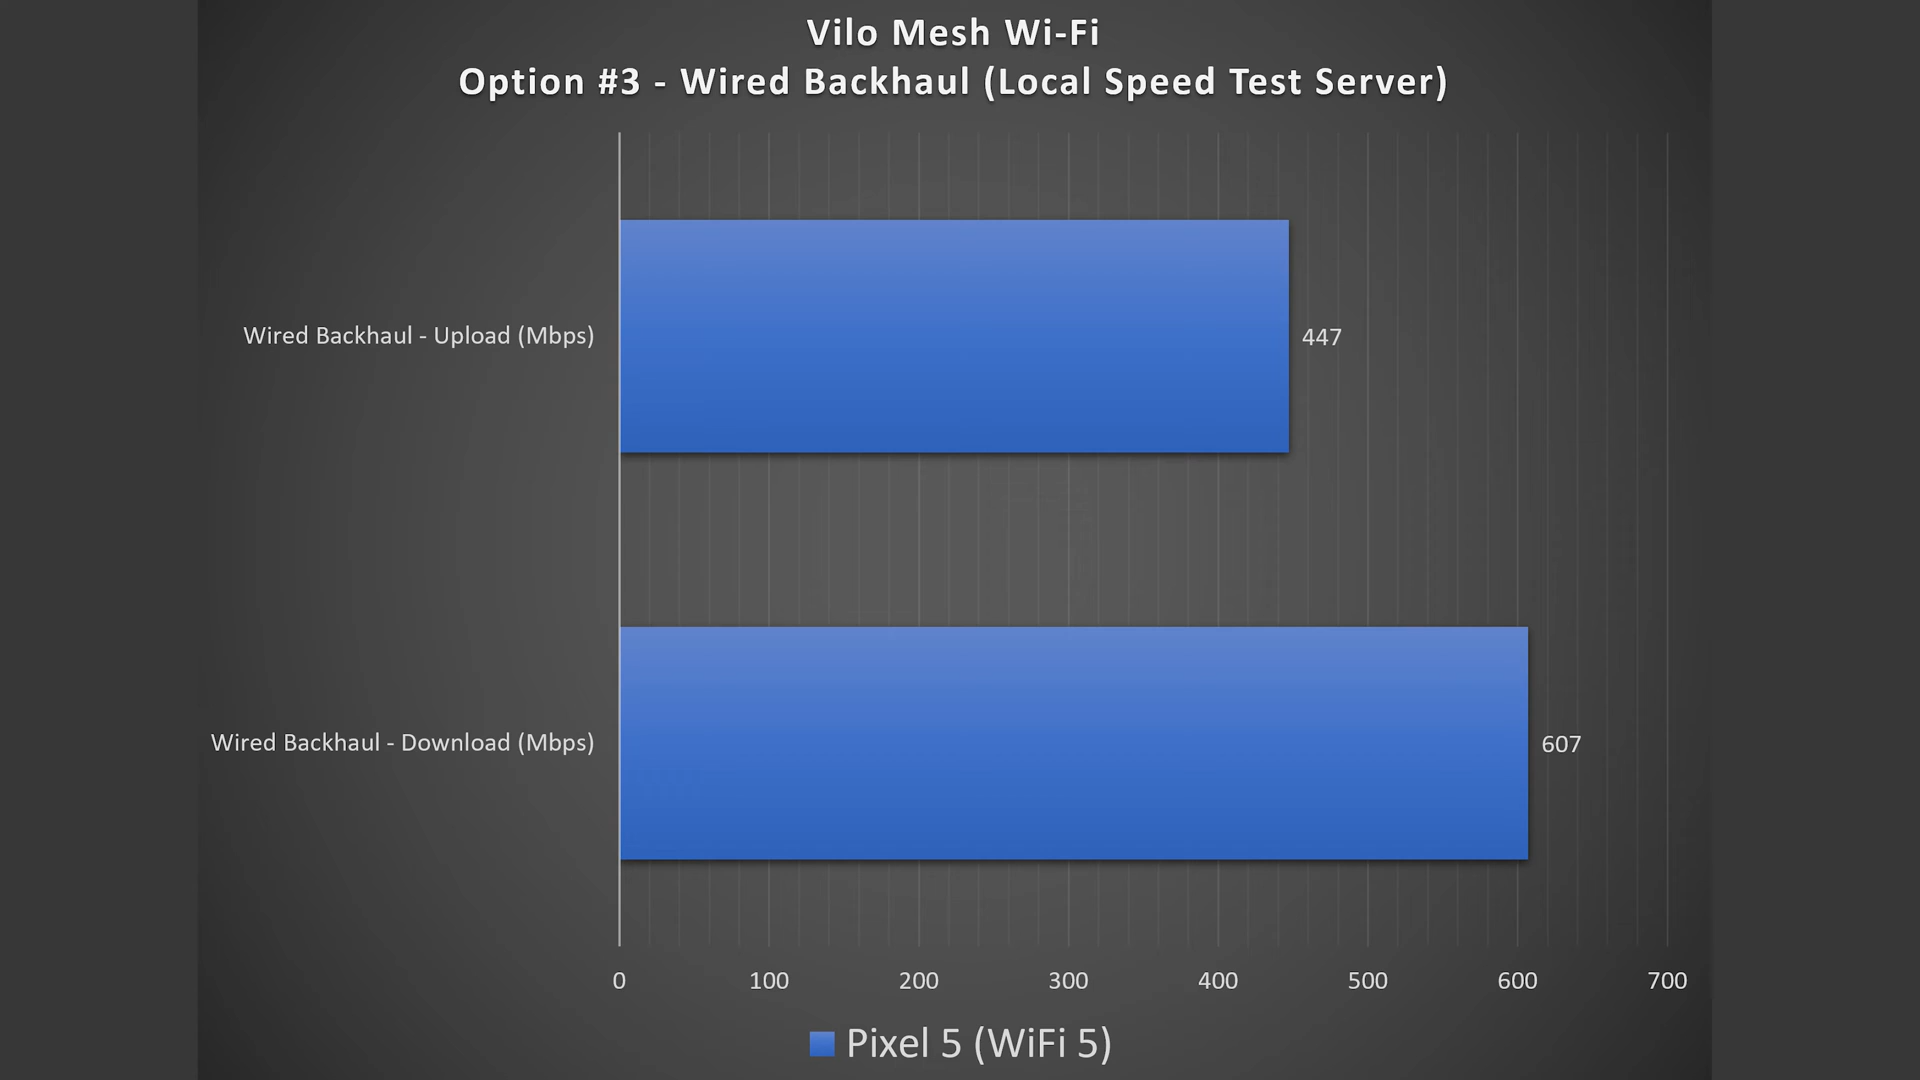 Vilo Mesh Wi-Fi
Option #3 - Wired Backhaul (Local Speed Test Server)
Wired Backhaul - Upload (Mbps)
447
Wired Backhaul - Download (Mbps)
607
0 100 200 300 400 500 600 700
Pixel 5 (WiFi 5)